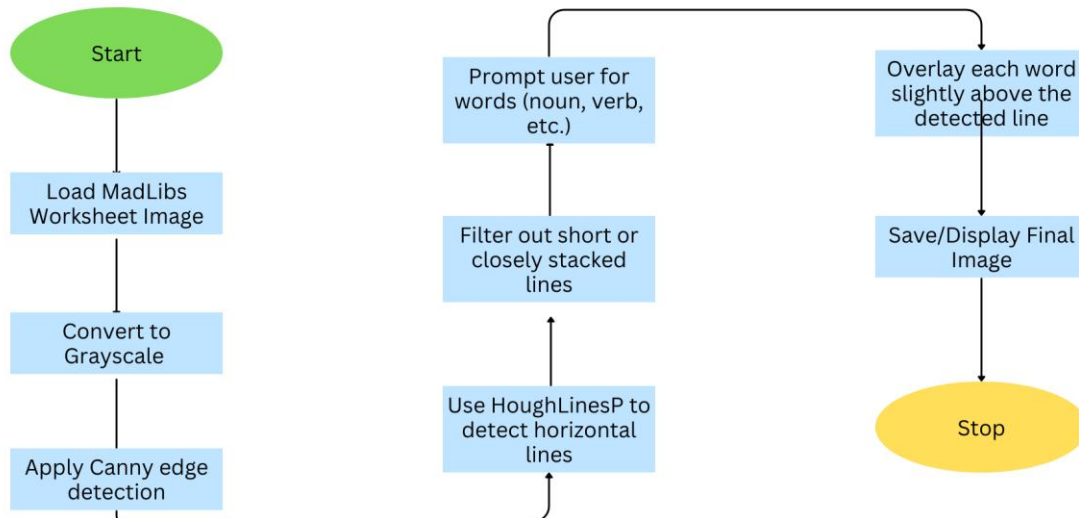 Start
Load MadLibs
Worksheet Image
Convert to
Grayscale
Apply Canny edge
detection
Use HoughLinesP to
detect horizontal
lines
Filter out short or
closely stacked
lines
Prompt user for
words (noun, verb,
etc.)
Overlay each word
slightly above the
detected line
Save/Display Final
Image
Stop